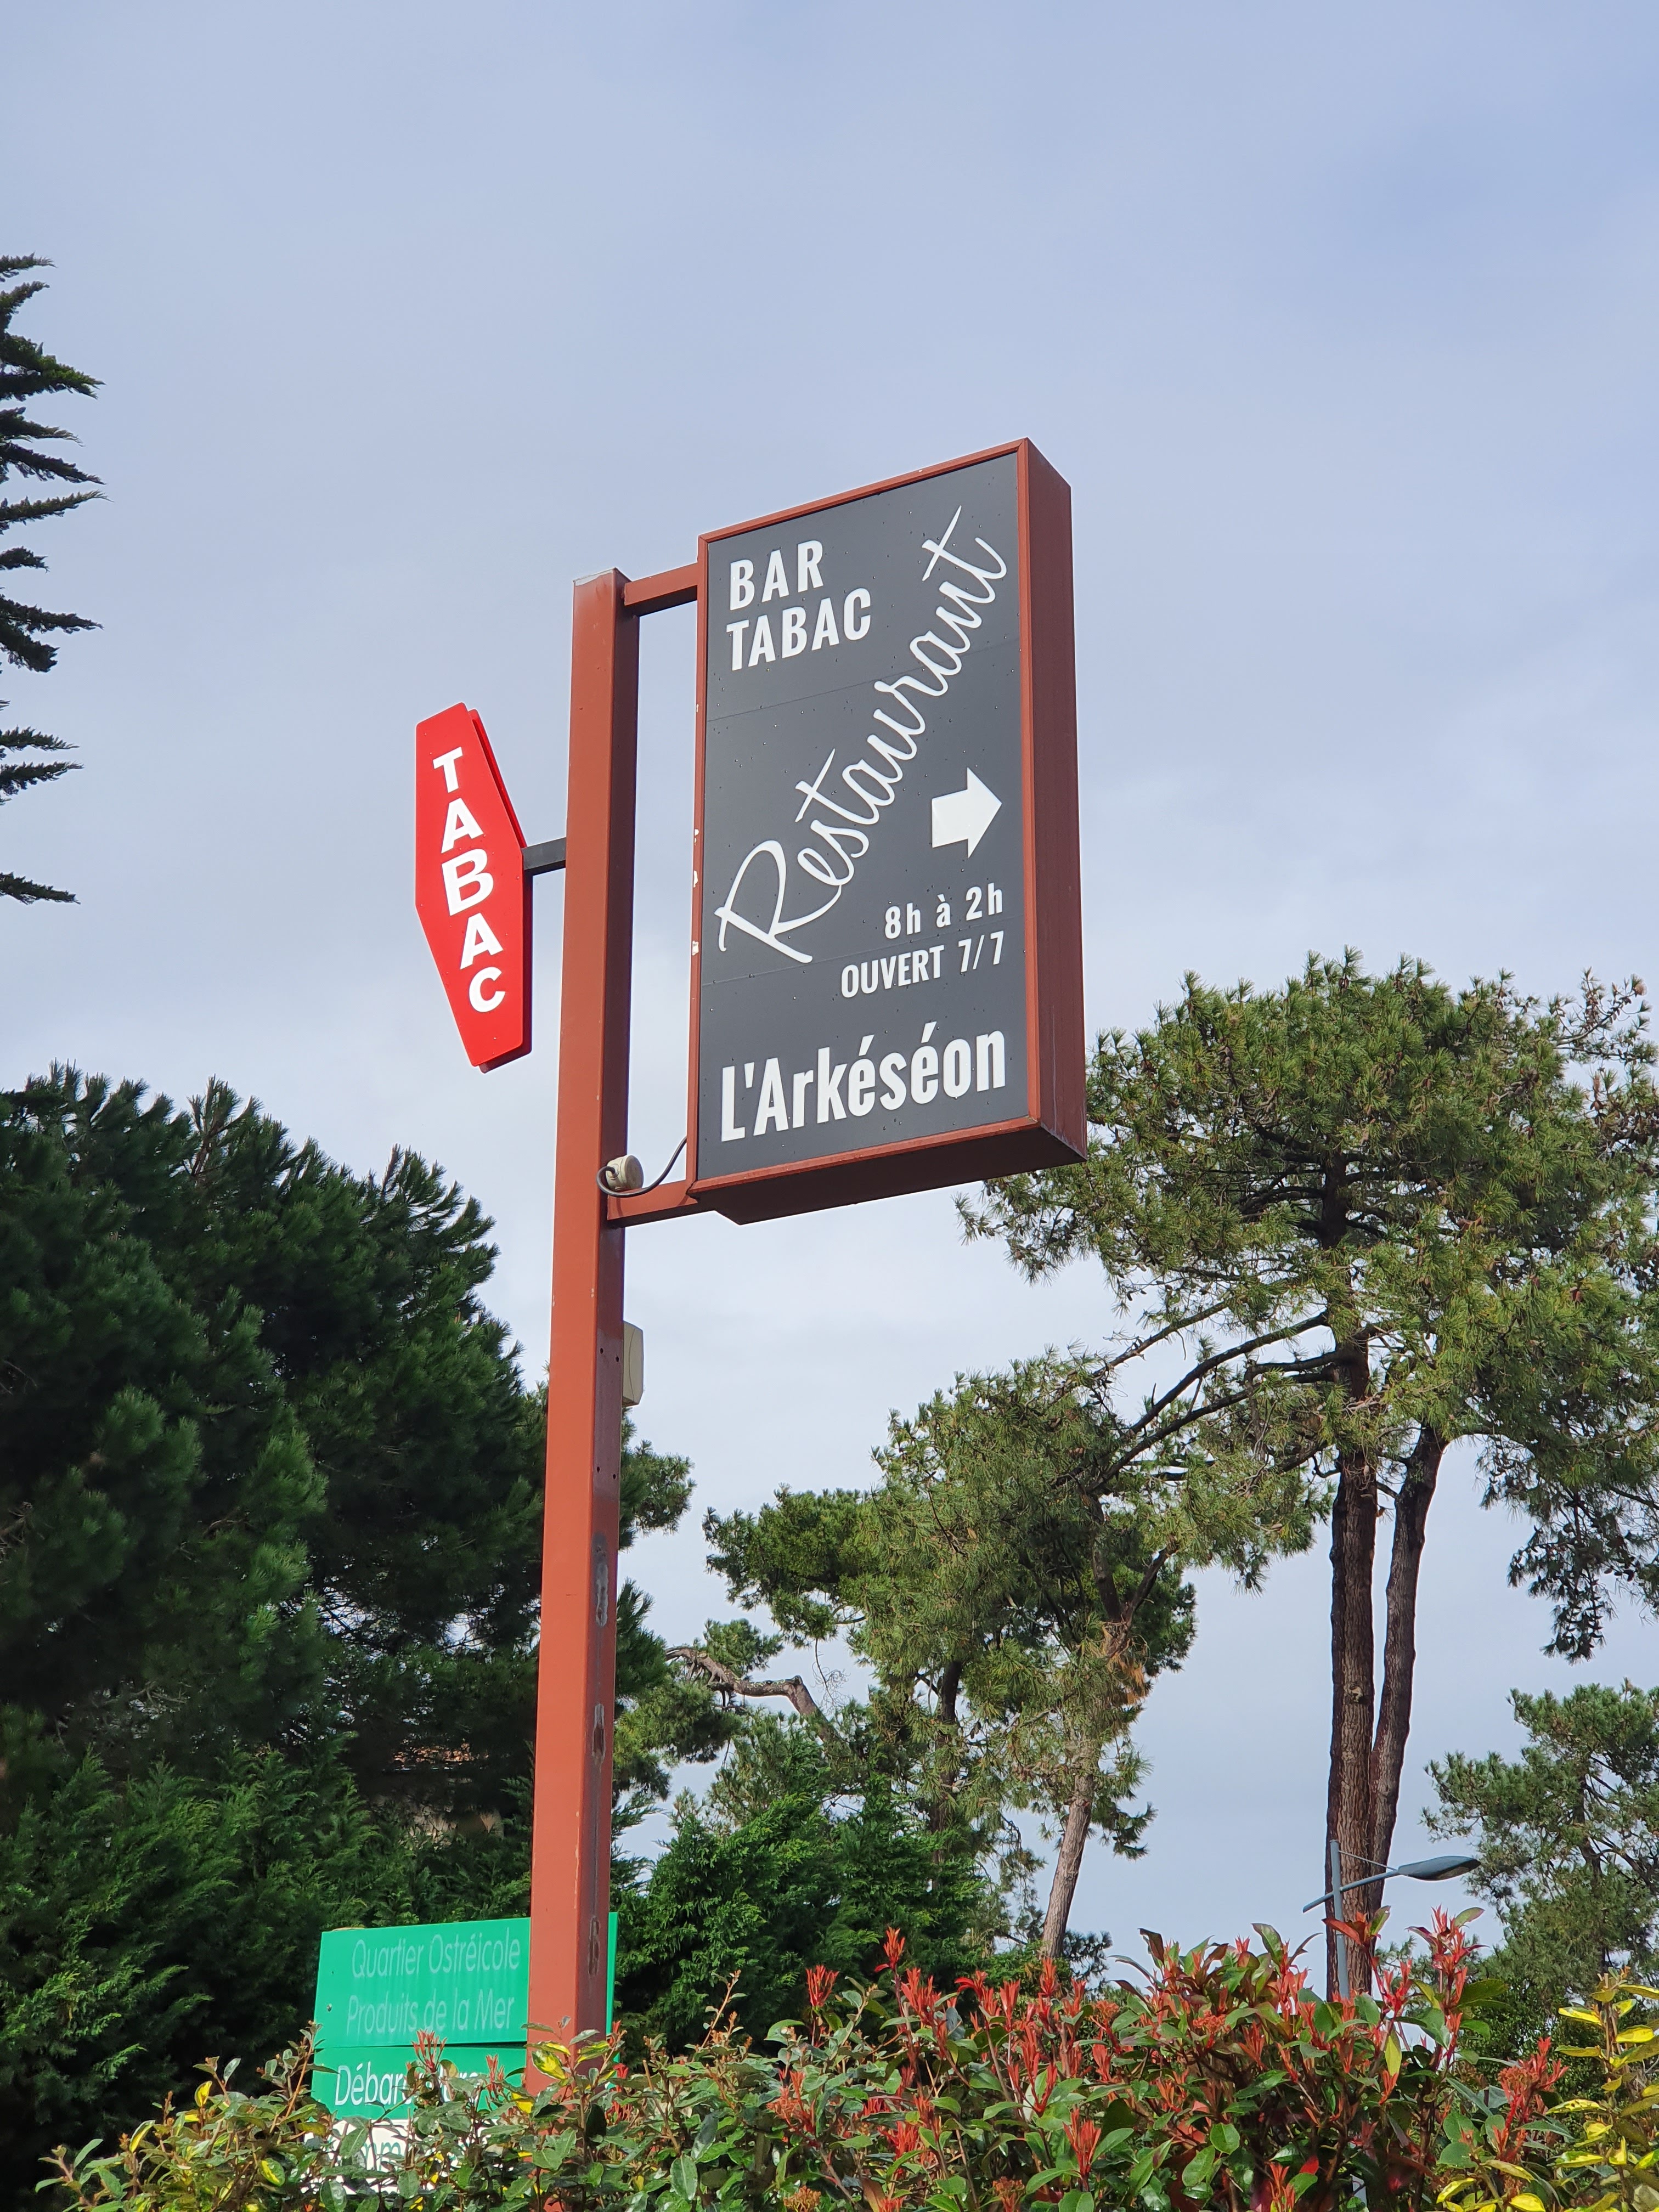 BAR
TABAC
Restaurant
8h à 2h
OUVERT 7/7
L'Arkéséon
TABAC
Quartier Ostréicole
Produits de la Mer